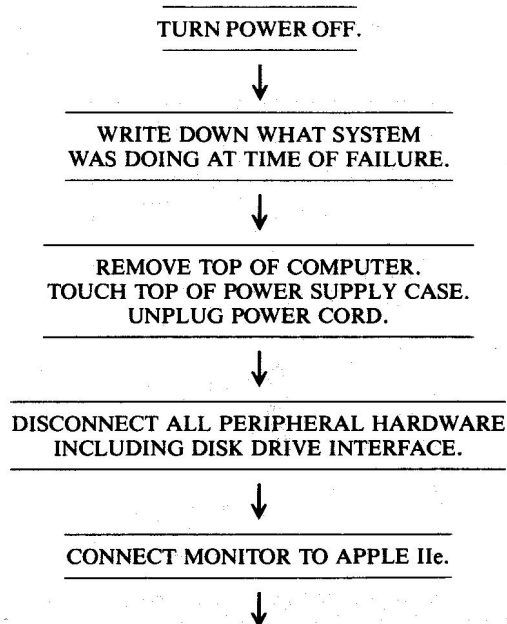 TURN POWER OFF.
WRITE DOWN WHAT SYSTEM
WAS DOING AT TIME OF FAILURE.
REMOVE TOP OF COMPUTER.
TOUCH TOP OF POWER SUPPLY CASE.
UNPLUG POWER CORD.
DISCONNECT ALL PERIPHERAL HARDWARE
INCLUDING DISK DRIVE INTERFACE.
CONNECT MONITOR TO APPLE IIe.